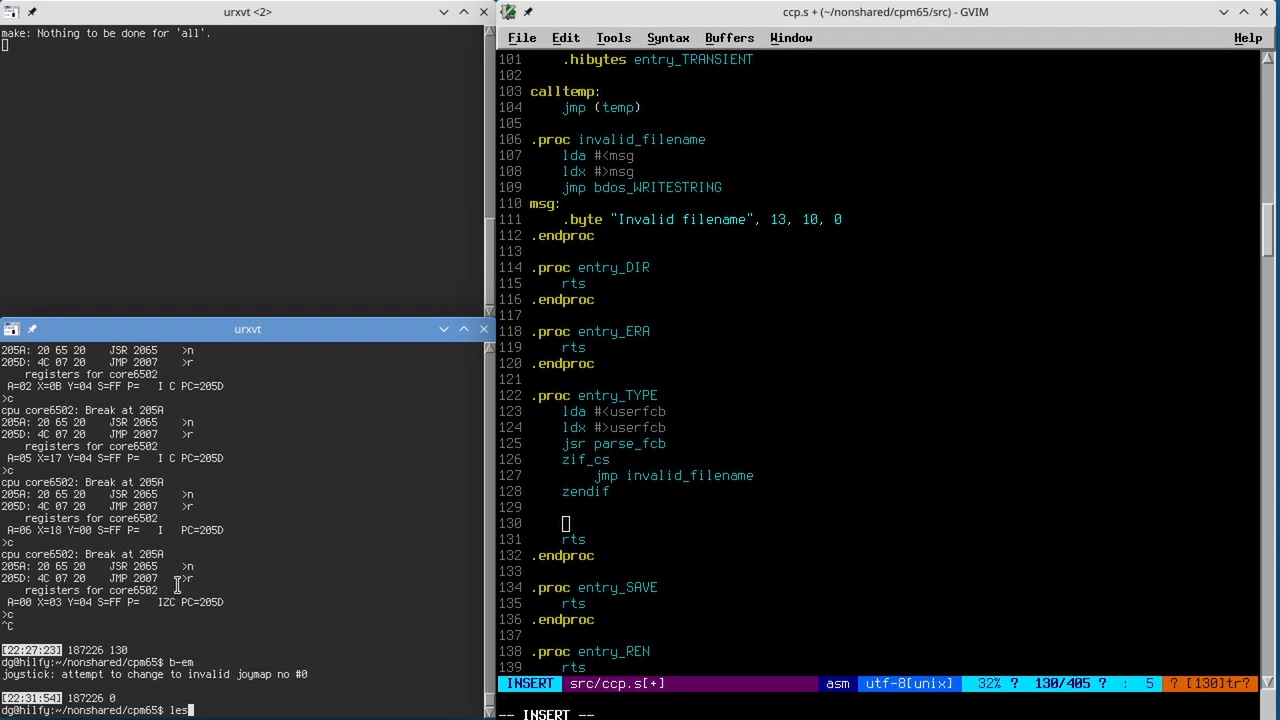 urxvt <2>
make: Nothing to be done for 'all'.
urxvt
205A: 20 65 20    JSR 2065    >n
205D: 4C 07 20    JMP 2007    >r
    registers for core6502
 A=02 X=0B Y=04 S=FF P=   I C PC=205D
>c
cpu core6502: Break at 205A
205A: 20 65 20    JSR 2065    >n
205D: 4C 07 20    JMP 2007    >r
    registers for core6502
 A=05 X=17 Y=04 S=FF P=   I C PC=205D
>c
cpu core6502: Break at 205A
205A: 20 65 20    JSR 2065    >n
205D: 4C 07 20    JMP 2007    >r
    registers for core6502
 A=06 X=18 Y=00 S=FF P=   I   PC=205D
>c
cpu core6502: Break at 205A
205A: 20 65 20    JSR 2065    >n
205D: 4C 07 20    JMP 2007    >r
    registers for core6502
 A=00 X=03 Y=04 S=FF P=   IZC PC=205D
>c
^C
[22:27:23] 187226 130
dg@hilfy:~/nonshared/cpm65$ b-em
joystick: attempt to change to invalid joymap no #0
[22:31:54] 187226 0
dg@hilfy:~/nonshared/cpm65$ les
ccp.s + (~/nonshared/cpm65/src) - GVIM
File Edit Tools Syntax Buffers Window Help
101     .hibytes entry_TRANSIENT
102
103 calltemp:
104     jmp (temp)
105
106 .proc invalid_filename
107     lda #<msg
108     ldx #>msg
109     jmp bdos_WRITESTRING
110 msg:
111     .byte "Invalid filename", 13, 10, 0
112 .endproc
113
114 .proc entry_DIR
115     rts
116 .endproc
117
118 .proc entry_ERA
119     rts
120 .endproc
121
122 .proc entry_TYPE
123     lda #<userfcb
124     ldx #>userfcb
125     jsr parse_fcb
126     zif_cs
127         jmp invalid_filename
128     zendif
129
130
131     rts
132 .endproc
133
134 .proc entry_SAVE
135     rts
136 .endproc
137
138 .proc entry_REN
139     rts
INSERT src/ccp.s[+] asm utf-8[unix] 32% ? 130/405 ? : 5 ? [130]tr?
-- INSERT --